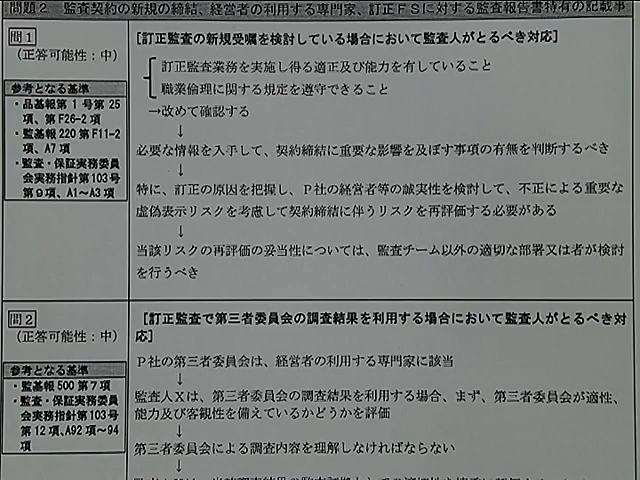 問題２　監査契約の新規の締結、経営者の利用する専門家、訂正ＦＳに対する監査報告書特有の記載事
問１
（正答可能性：中）
参考となる基準
・品基報第１号第25
項、第F26-2項
・監基報220第F11-2
項、A7項
・監査・保証実務委員
会実務指針第103号
第９項、A1～A3項
［訂正監査の新規受嘱を検討している場合において監査人がとるべき対応］
訂正監査業務を実施し得る適正及び能力を有していること
職業倫理に関する規定を遵守できること
→改めて確認する
↓
必要な情報を入手して、契約締結に重要な影響を及ぼす事項の有無を判断するべき
↓
特に、訂正の原因を把握し、Ｐ社の経営者等の誠実性を検討して、不正による重要な
虚偽表示リスクを考慮して契約締結に伴うリスクを再評価する必要がある
↓
当該リスクの再評価の妥当性については、監査チーム以外の適切な部署又は者が検討
を行うべき
問２
（正答可能性：中）
参考となる基準
・監基報500第７項
・監査・保証実務委員
会実務指針第103号
第12項、A92項～94
項
［訂正監査で第三者委員会の調査結果を利用する場合において監査人がとるべき対
応］
Ｐ社の第三者委員会は、経営者の利用する専門家に該当
↓
監査人Ｘは、第三者委員会の調査結果を利用する場合、まず、第三者委員会が適性、
能力及び客観性を備えているかどうかを評価
↓
第三者委員会による調査内容を理解しなければならない
↓